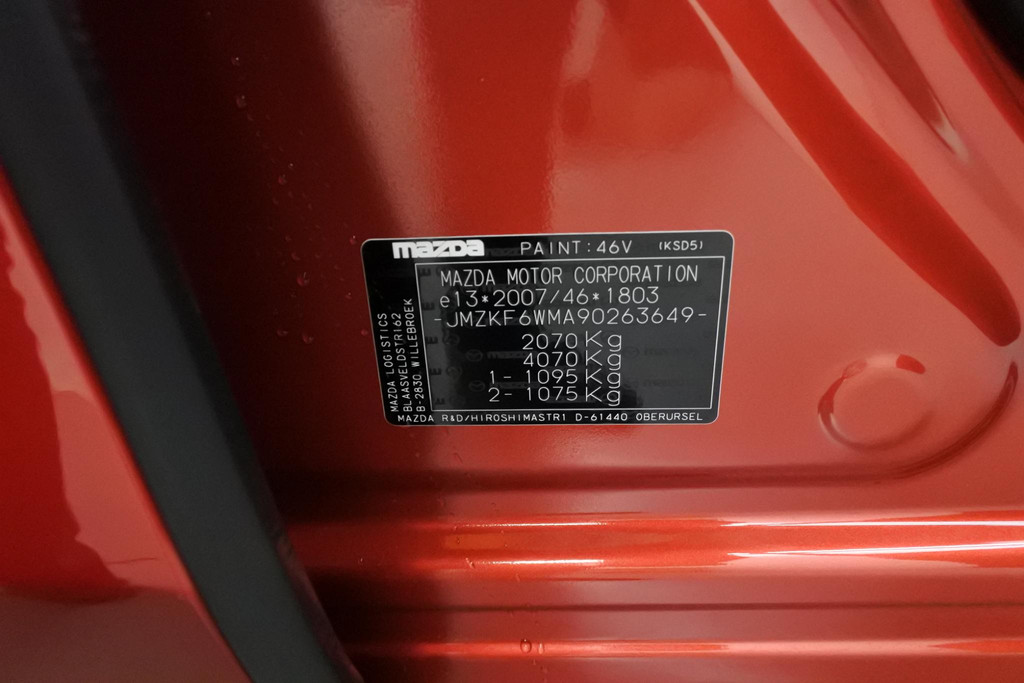 mazda PAINT:46V (KSD5)
MAZDA MOTOR CORPORATION
e13*2007/46*1803
-JMZKF6WMA90263649-
2070 Kg
4070 Kg
1- 1095 Kg
2- 1075 Kg
MAZDA LOGISTICS
BLAASVELDSTR162
B-2830 WILLEBROEK
MAZDA R&D/HIROSHIMASTR1 D-61440 OBERURSEL